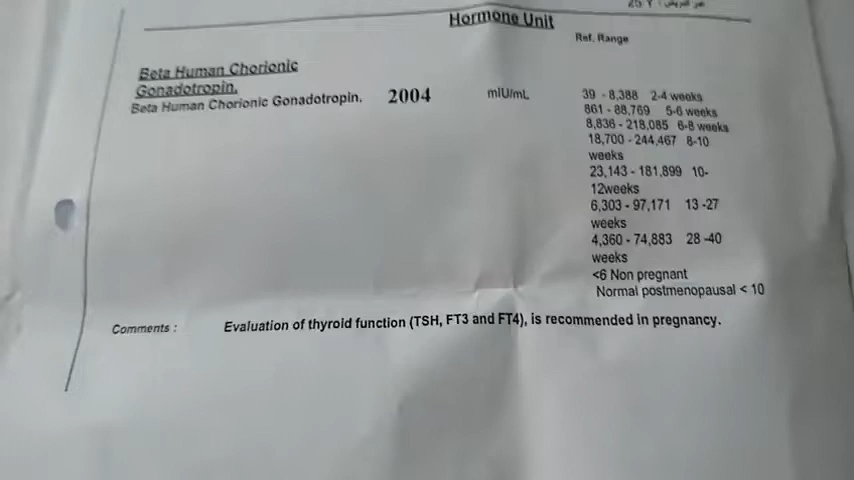 Hormone Unit
Ref. Range
Beta Human Chorionic
Gonadotropin.
Beta Human Chorionic Gonadotropin. 2004 mIU/mL 39 - 8,388 2-4 weeks
861 - 88,769 5-6 weeks
8,836 - 218,085 6-8 weeks
18,700 - 244,467 8-10
weeks
23,143 - 181,899 10-
12weeks
6,303 - 97,171 13 -27
weeks
4,360 - 74,883 28 -40
weeks
<6 Non pregnant
Normal postmenopausal < 10
Comments : Evaluation of thyroid function (TSH, FT3 and FT4), is recommended in pregnancy.